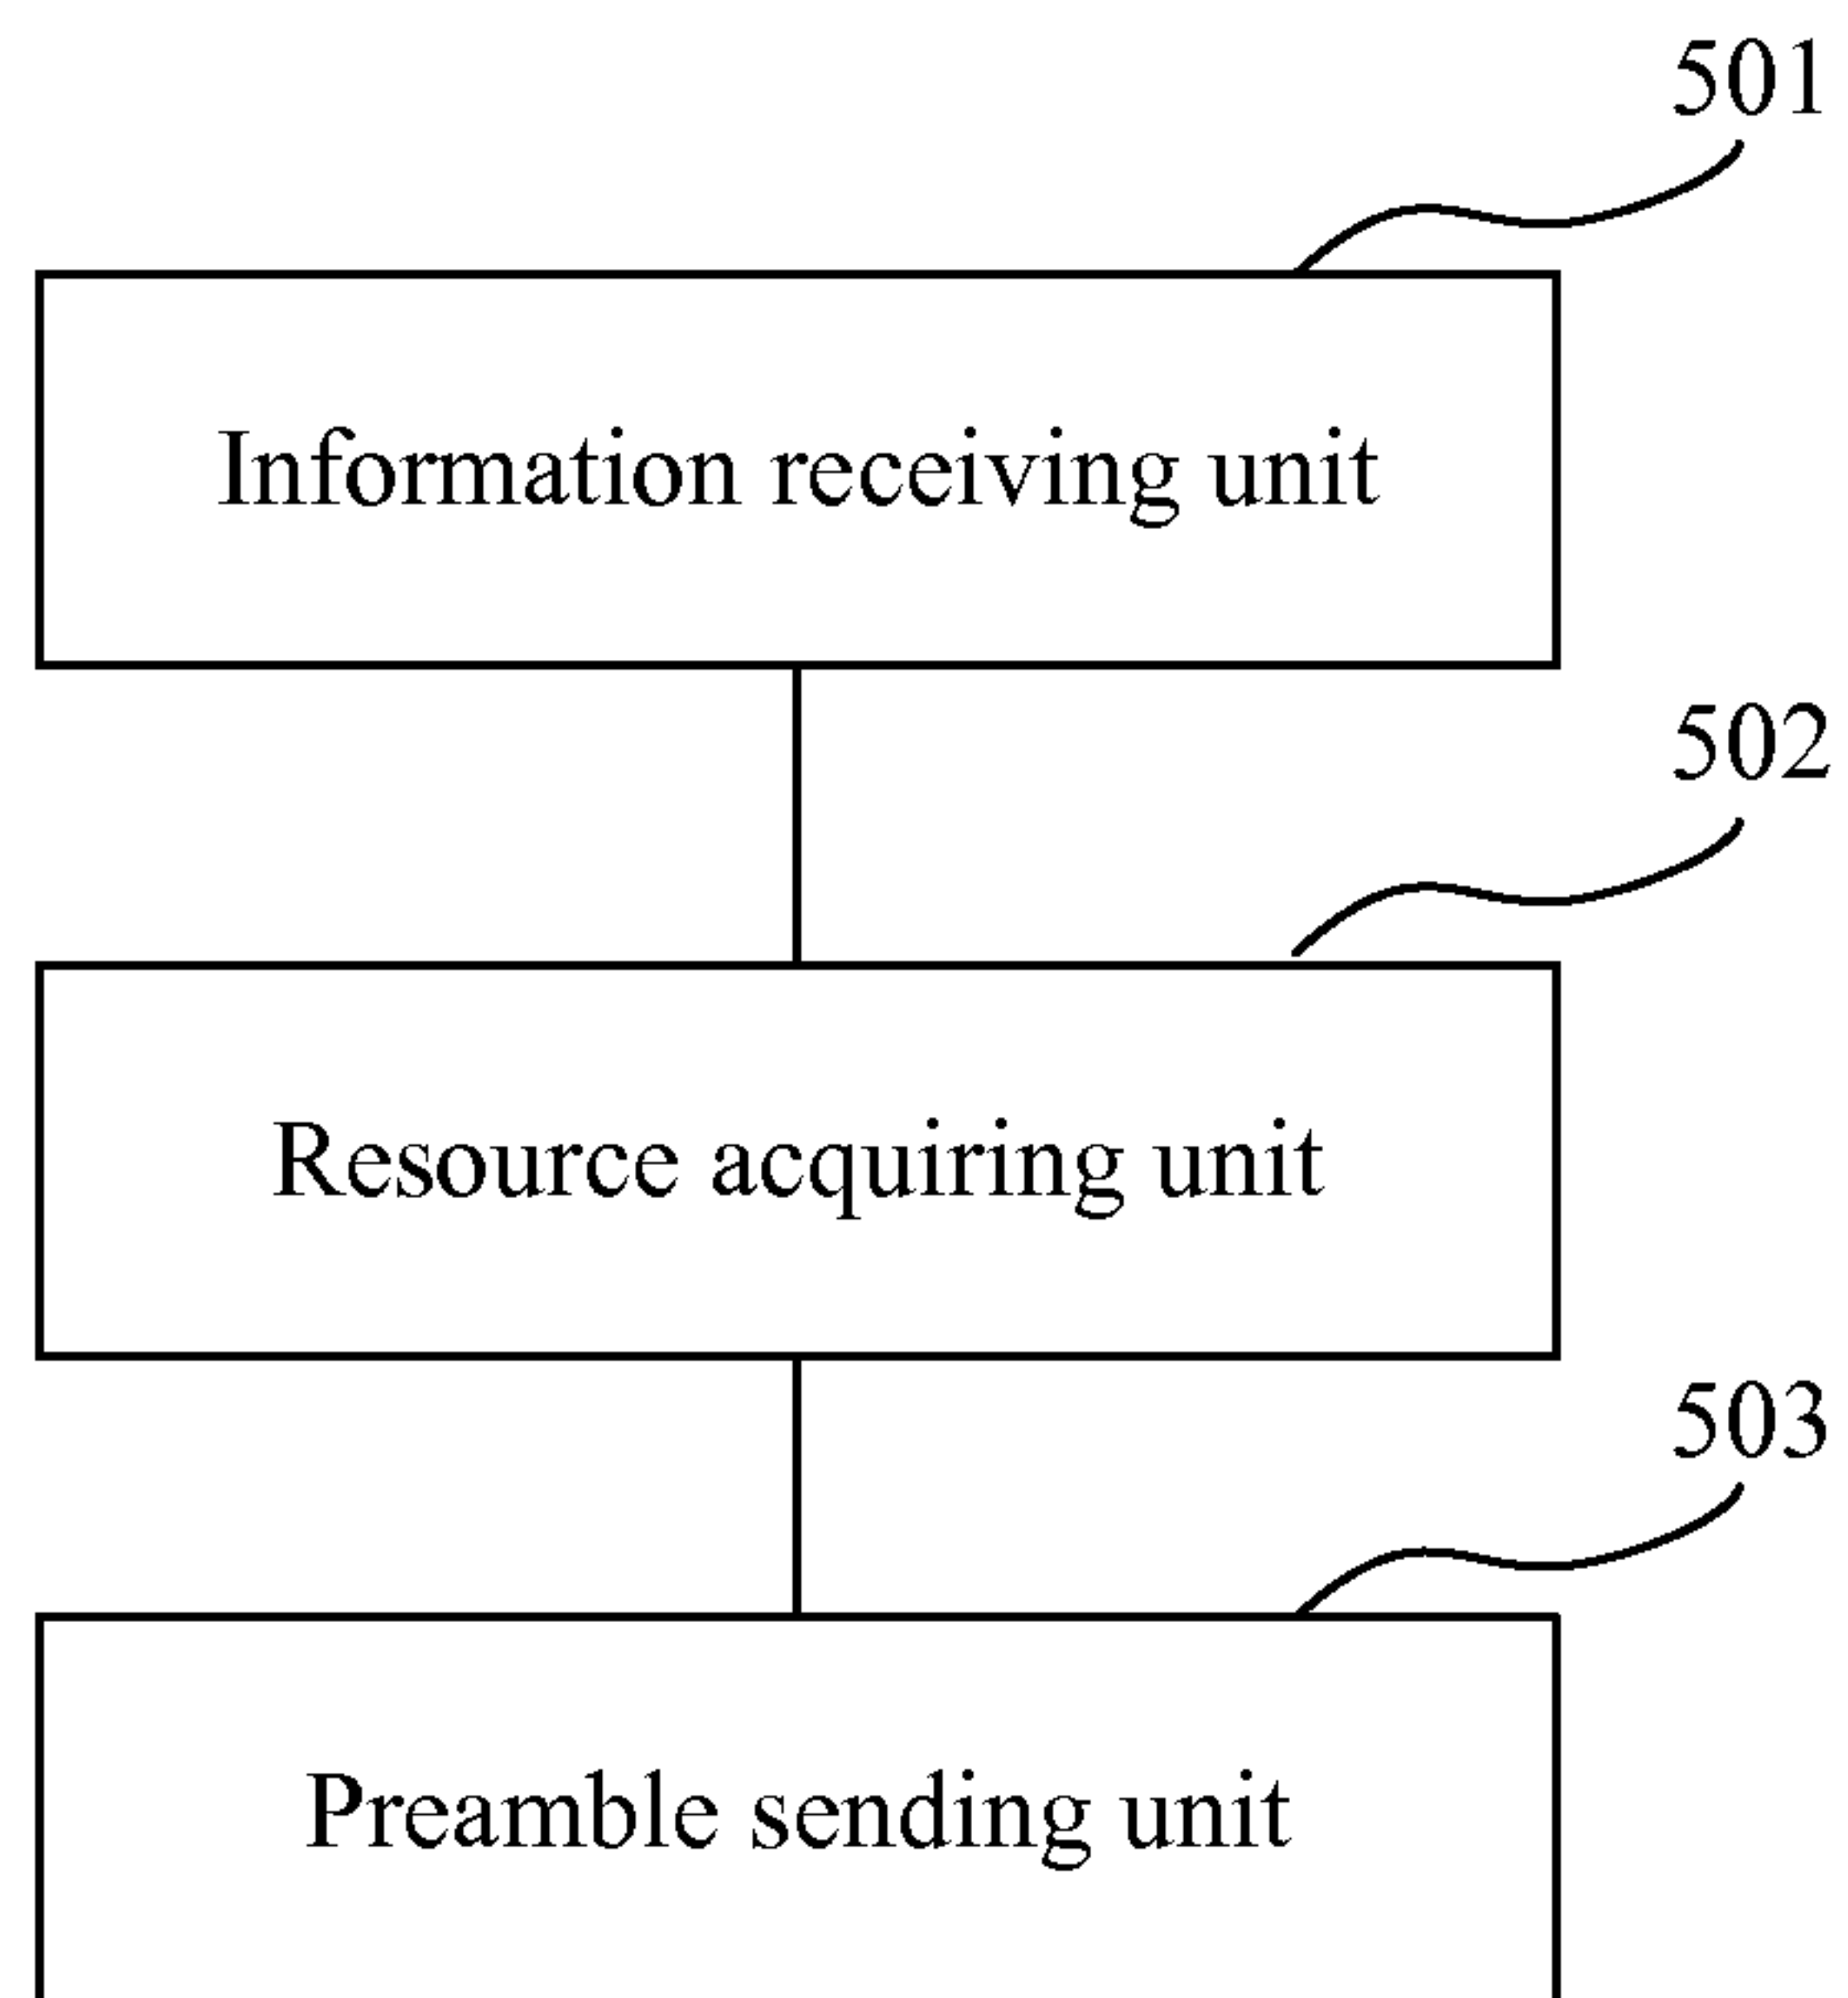 501
Information receiving unit
502
Resource acquiring unit
503
Preamble sending unit